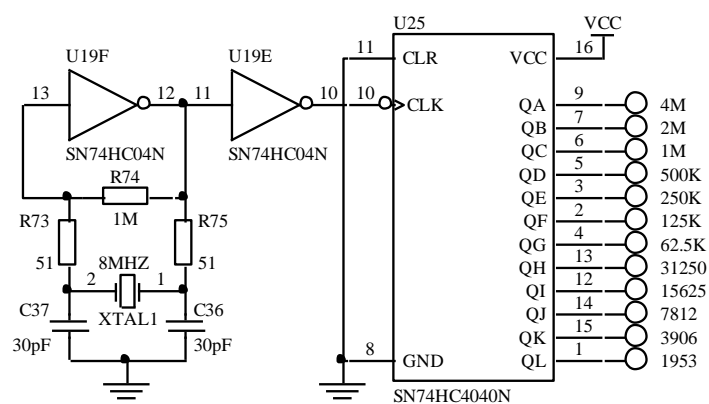 U25
VCC
U19F
U19E
11
CLR
VCC
16
13
12
11
10
10
CLK
QA
9
4M
QB
7
2M
QC
6
1M
QD
5
500K
QE
3
250K
QF
2
125K
QG
4
62.5K
QH
13
31250
QI
12
15625
QJ
14
7812
QK
15
3906
QL
1
1953
SN74HC04N
SN74HC04N
R74
1M
R73
51
R75
51
8MHZ
2
1
XTAL1
C37
30pF
C36
30pF
8
GND
SN74HC4040N